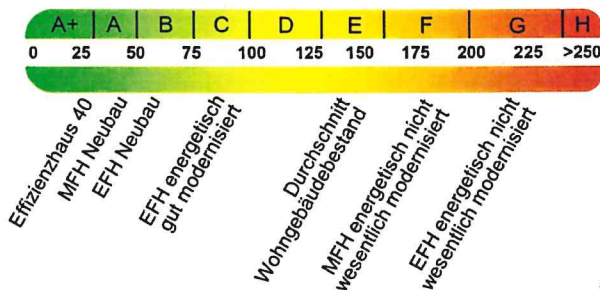 A+ A B C D E F G H
0 25 50 75 100 125 150 175 200 225 >250
Effizienzhaus 40
MFH Neubau
EFH Neubau
EFH energetisch
gut modernisiert
Durchschnitt
Wohngebäudebestand
MFH energetisch nicht
wesentlich modernisiert
EFH energetisch nicht
wesentlich modernisiert